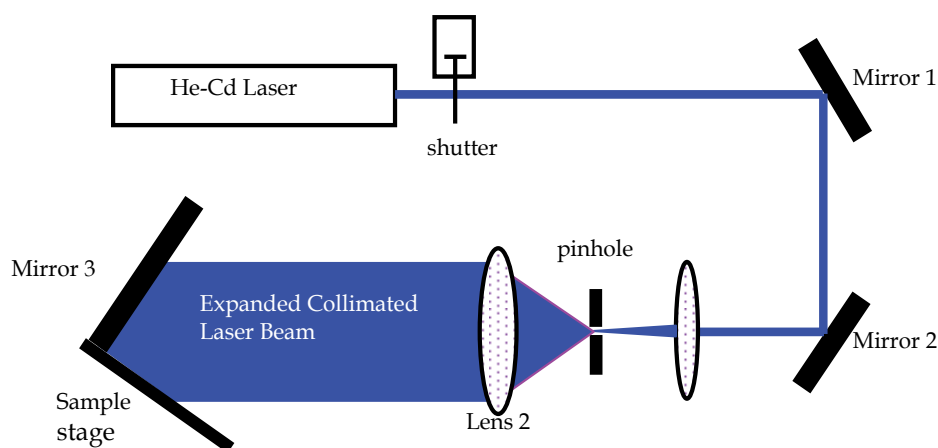 He-Cd Laser
Mirror 1
shutter
pinhole
Mirror 3
Expanded Collimated
Laser Beam
Mirror 2
Sample
stage
Lens 2